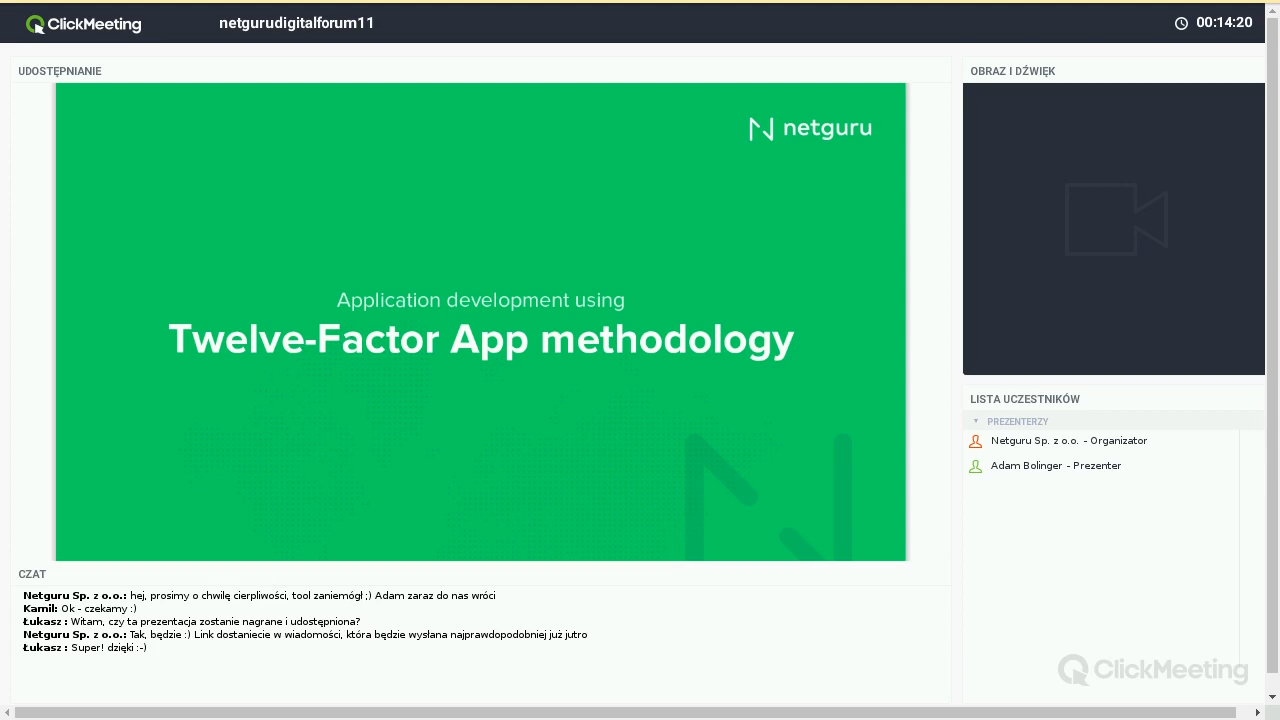 ClickMeeting
netgurudigitalforum11
00:14:20
UDOSTĘPNIANIE
netguru
Application development using
Twelve-Factor App methodology
CZAT
Netguru Sp. z o.o.: hej, prosimy o chwilę cierpliwości, tool zaniemógł ;) Adam zaraz do nas wróci
Kamil: Ok - czekamy :)
Łukasz : Witam, czy ta prezentacja zostanie nagrane i udostępniona?
Netguru Sp. z o.o.: Tak, będzie :) Link dostaniecie w wiadomości, która będzie wysłana najprawdopodobniej już jutro
Łukasz : Super! dzięki :-)
OBRAZ I DŹWIĘK
LISTA UCZESTNIKÓW
PREZENTERZY
Netguru Sp. z o.o. - Organizator
Adam Bolinger - Prezenter
ClickMeeting